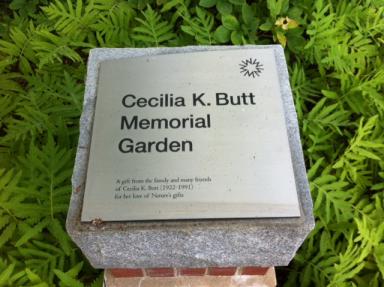 Cecilia K. Butt
Memorial
Garden
A gift from the family and many friends
of Cecilia K. Butt (1922-1991)
for her love of Nature's gifts